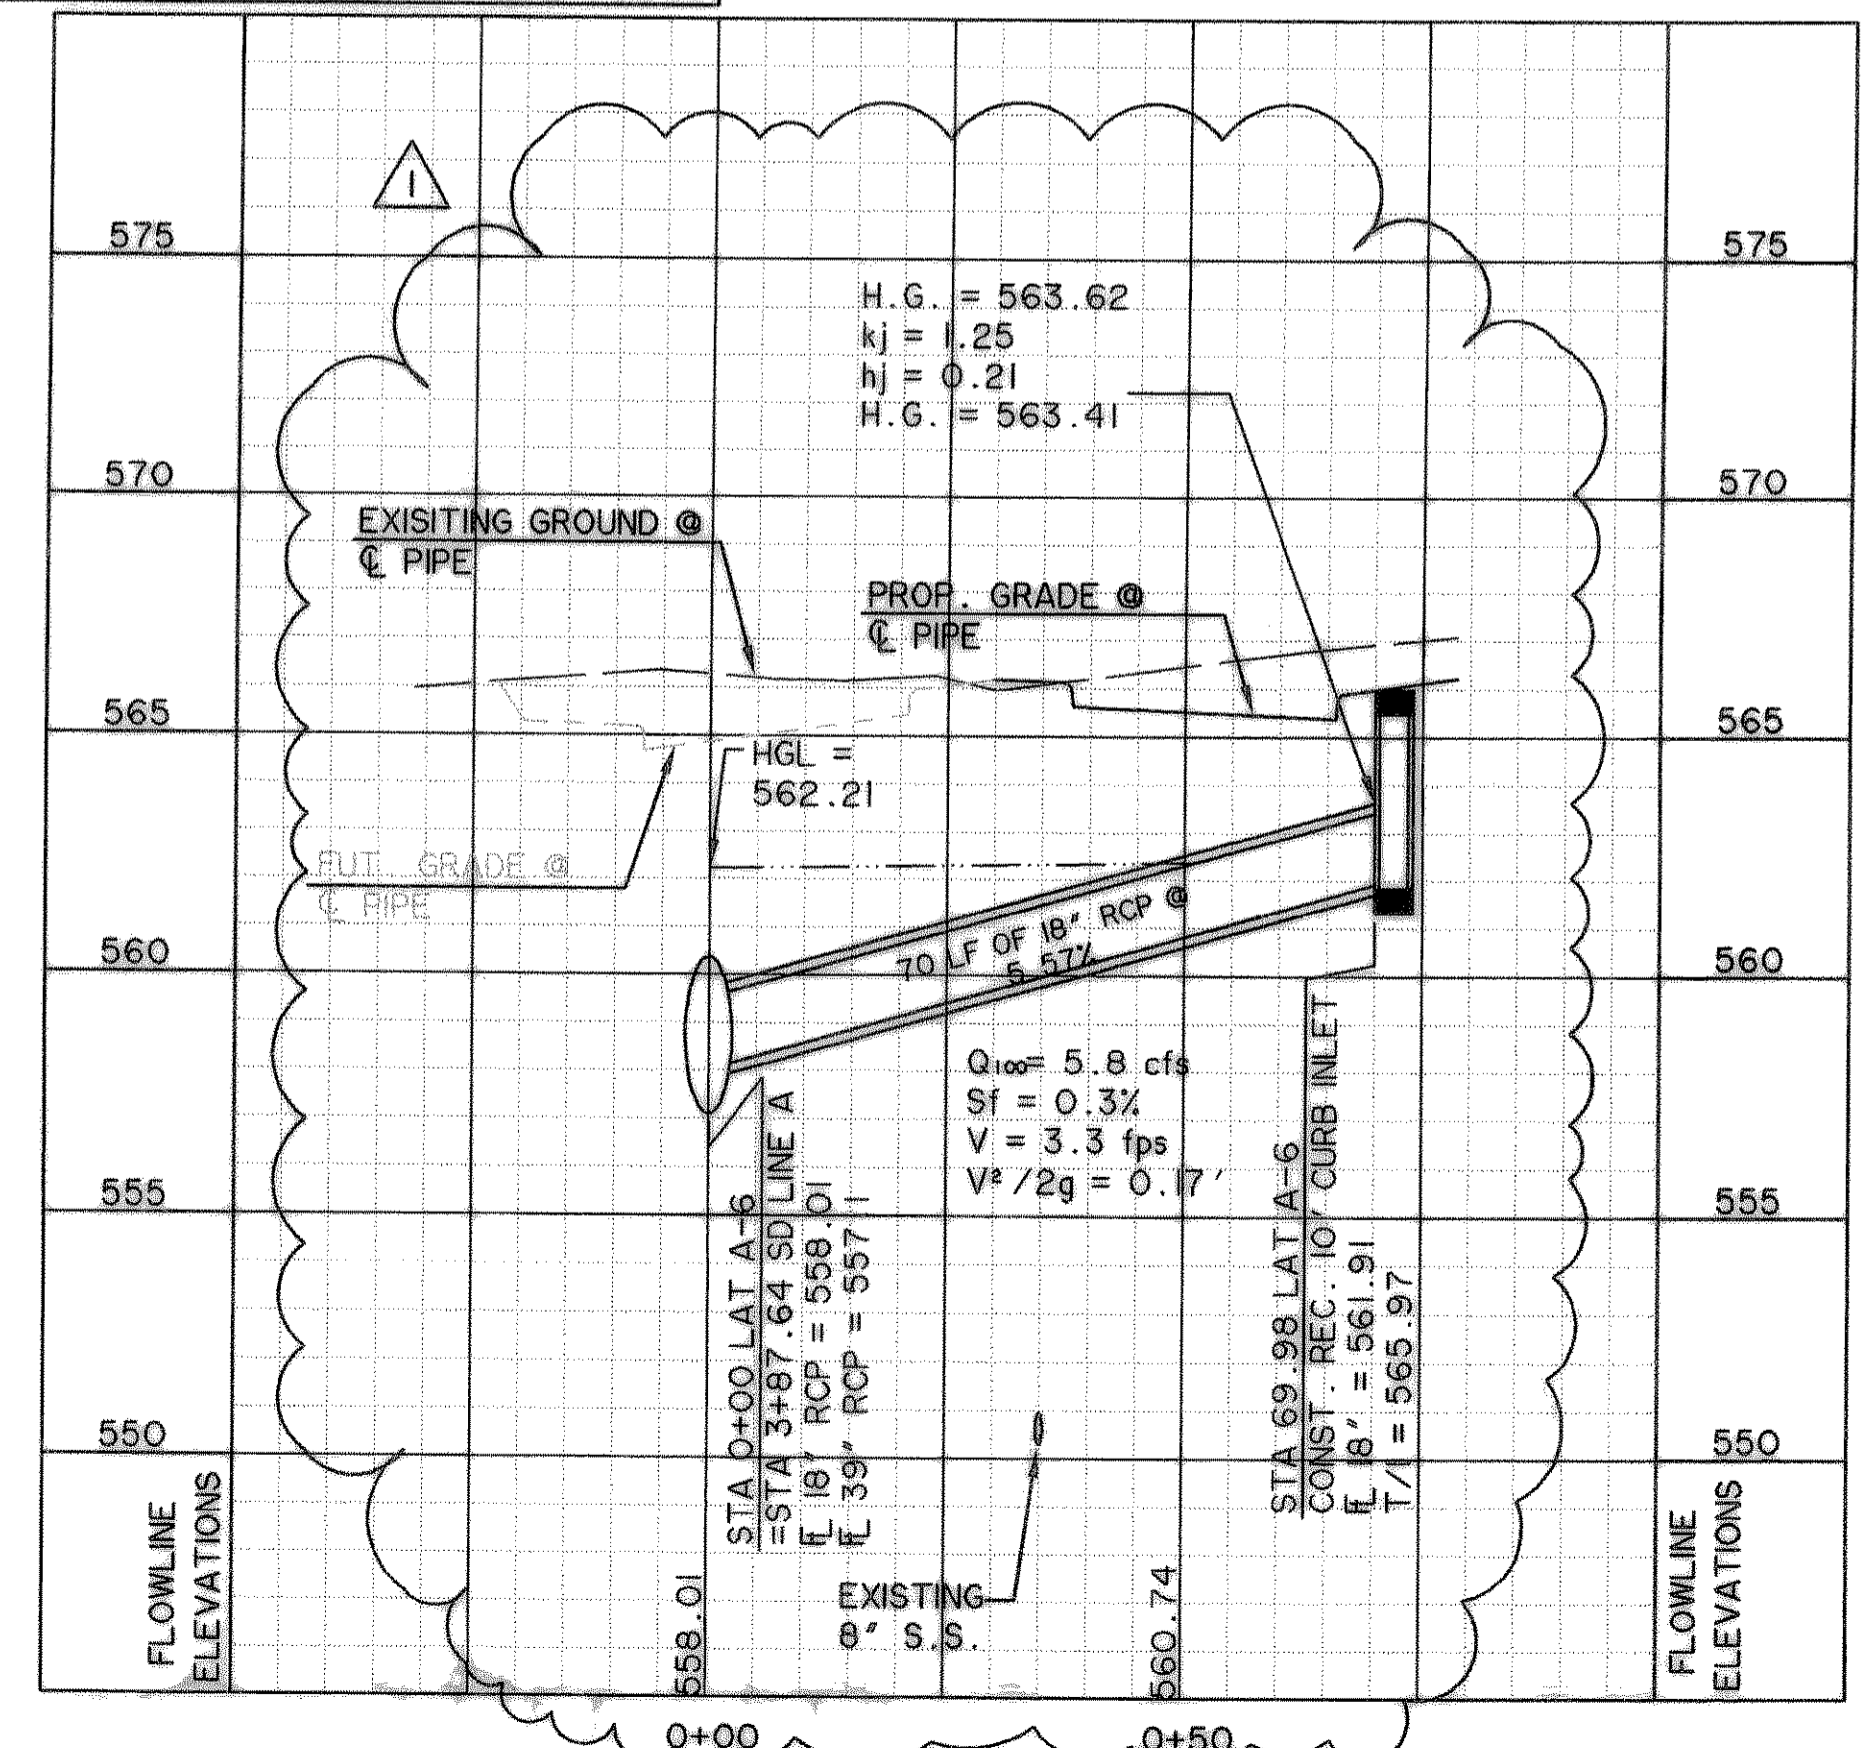 1
575
575
H.G. = 563.62
kj = 1.25
hj = 0.21
H.G. = 563.41
570
570
EXISITING GROUND @
℄ PIPE
PROP. GRADE @
℄ PIPE
565
565
HGL =
562.21
FUT. GRADE @
℄ PIPE
560
560
70 LF OF 18" RCP @
5.57%
Q100= 5.8 cfs
Sf = 0.3%
V = 3.3 fps
V²/2g = 0.17'
555
555
STA 0+00 LAT A-6
=STA 3+87.64 SD LINE A
FL 18" RCP = 558.01
FL 39" RCP = 557.11
STA 69.98 LAT A-6
CONST. REC. 10' CURB INLET
FL 18" = 561.91
T/I = 565.97
550
550
FLOWLINE
ELEVATIONS
558.01
EXISTING
8" S.S.
560.74
FLOWLINE
ELEVATIONS
0+00
0+50